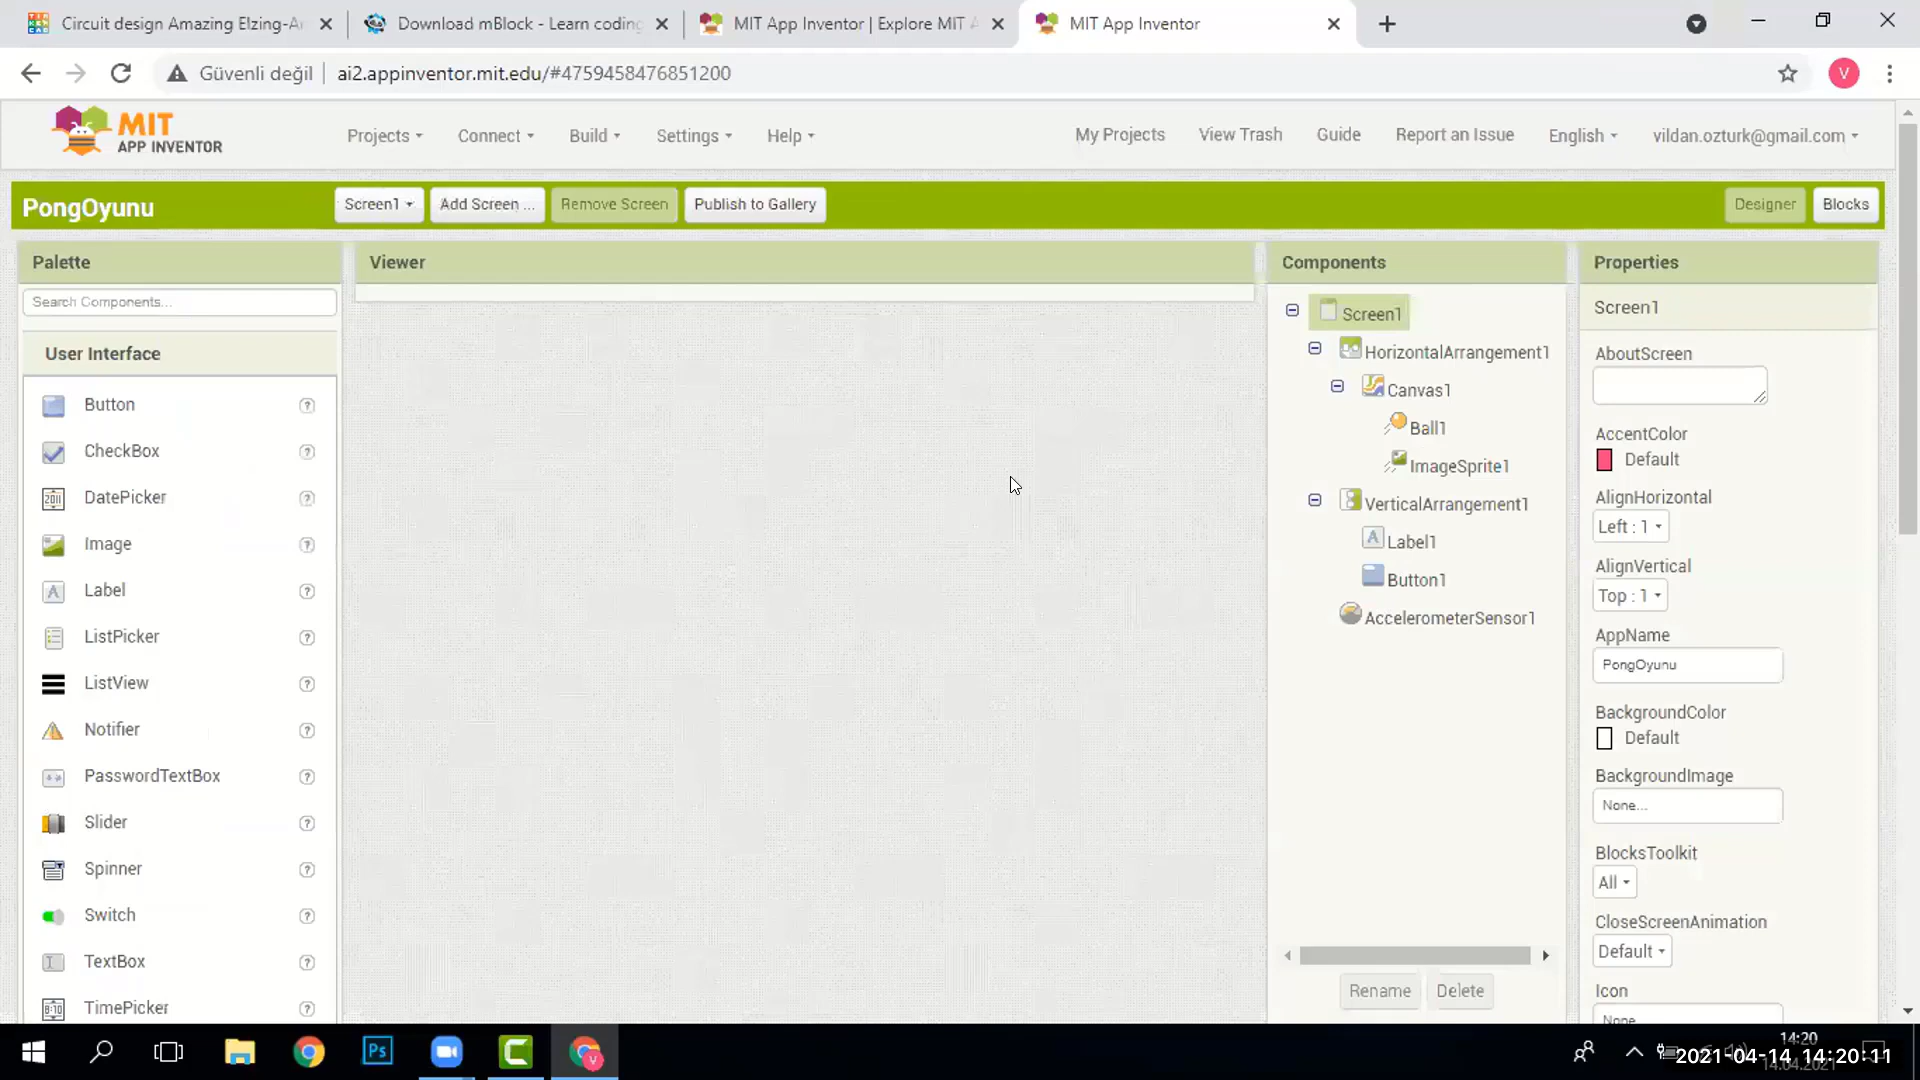 Circuit design Amazing Elzing-A
Download mBlock - Learn coding
MIT App Inventor | Explore MIT A
MIT App Inventor
Güvenli değil
ai2.appinventor.mit.edu/#4759458476851200
V
MIT
APP INVENTOR
Projects
Connect
Build
Settings
Help
My Projects
View Trash
Guide
Report an Issue
English
vildan.ozturk@gmail.com
PongOyunu
Screen1
Add Screen ...
Remove Screen
Publish to Gallery
Designer
Blocks
Palette
Search Components...
User Interface
Button
CheckBox
DatePicker
Image
Label
ListPicker
ListView
Notifier
PasswordTextBox
Slider
Spinner
Switch
TextBox
TimePicker
Viewer
Components
Screen1
HorizontalArrangement1
Canvas1
Ball1
ImageSprite1
VerticalArrangement1
Label1
Button1
AccelerometerSensor1
Rename
Delete
Properties
Screen1
AboutScreen
AccentColor
Default
AlignHorizontal
Left : 1
AlignVertical
Top : 1
AppName
PongOyunu
BackgroundColor
Default
BackgroundImage
None...
BlocksToolkit
All
CloseScreenAnimation
Default
Icon
None
Ps
14:20
14.04.2021
2021-04-14 14:20:11